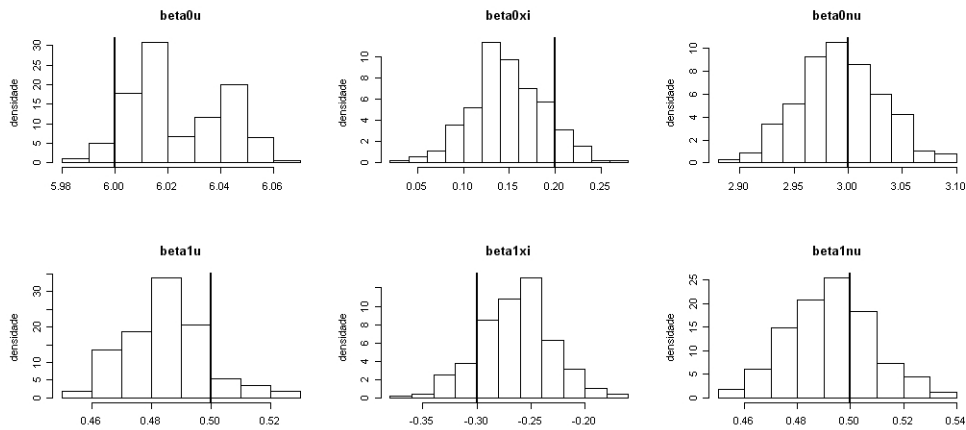 beta0u
beta0xi
beta0nu
densidade
0 5 10 15 20 25 30
5.98 6.00 6.02 6.04 6.06
densidade
0 2 4 6 8 10
0.05 0.10 0.15 0.20 0.25
densidade
0 2 4 6 8 10
2.90 2.95 3.00 3.05 3.10
beta1u
beta1xi
beta1nu
densidade
0 5 10 20 30
0.46 0.48 0.50 0.52
densidade
0 2 4 6 8 10
-0.35 -0.30 -0.25 -0.20
densidade
0 5 10 15 20 25
0.46 0.48 0.50 0.52 0.54